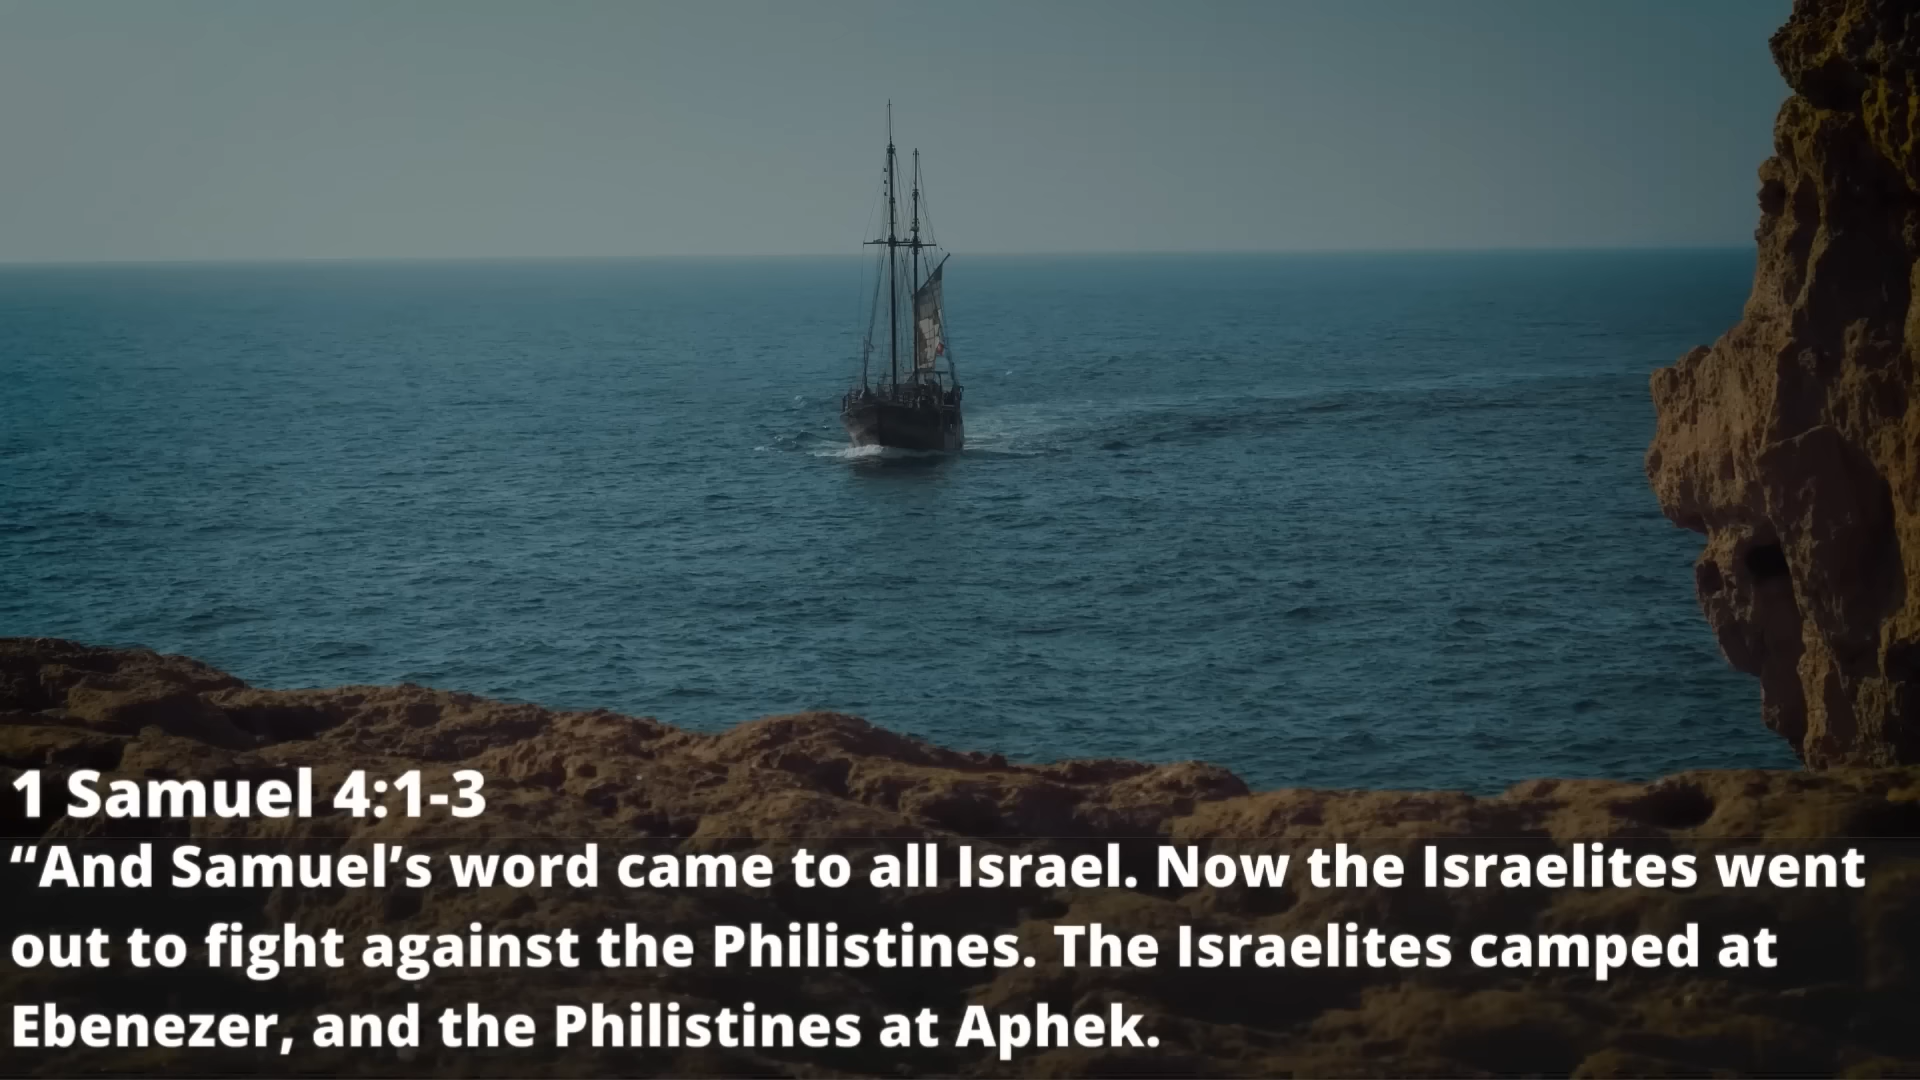 1 Samuel 4:1-3
“And Samuel’s word came to all Israel. Now the Israelites went
out to fight against the Philistines. The Israelites camped at
Ebenezer, and the Philistines at Aphek.